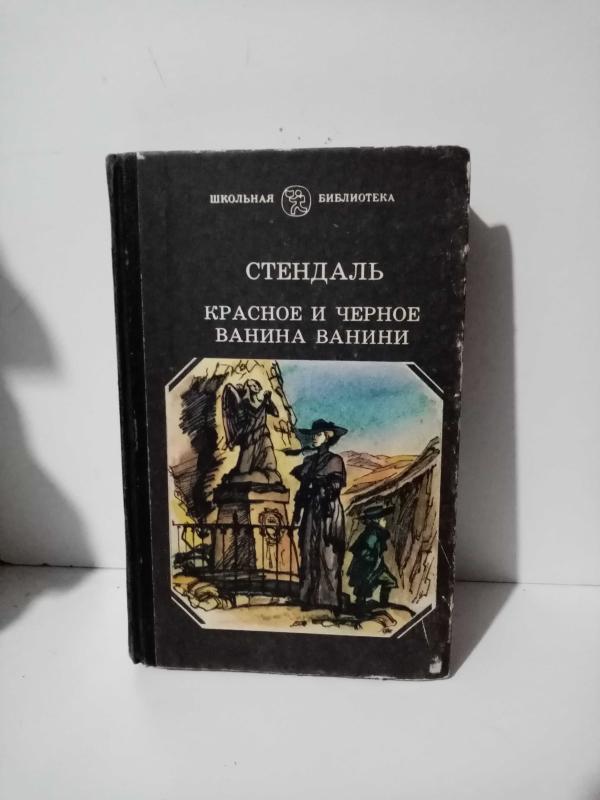 ШКОЛЬНАЯ БИБЛИОТЕКА
СТЕНДАЛЬ
КРАСНОЕ И ЧЕРНОЕ
ВАНИНА ВАНИНИ